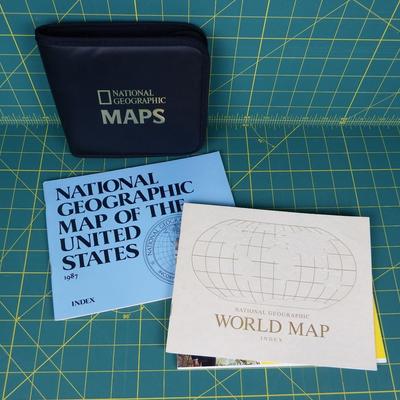 NATIONAL
GEOGRAPHIC
MAPS
NATIONAL
GEOGRAPHIC
MAP OF THE
UNITED
STATES
1987
INDEX
NATIONAL GEOGRAPHIC
WORLD MAP
INDEX